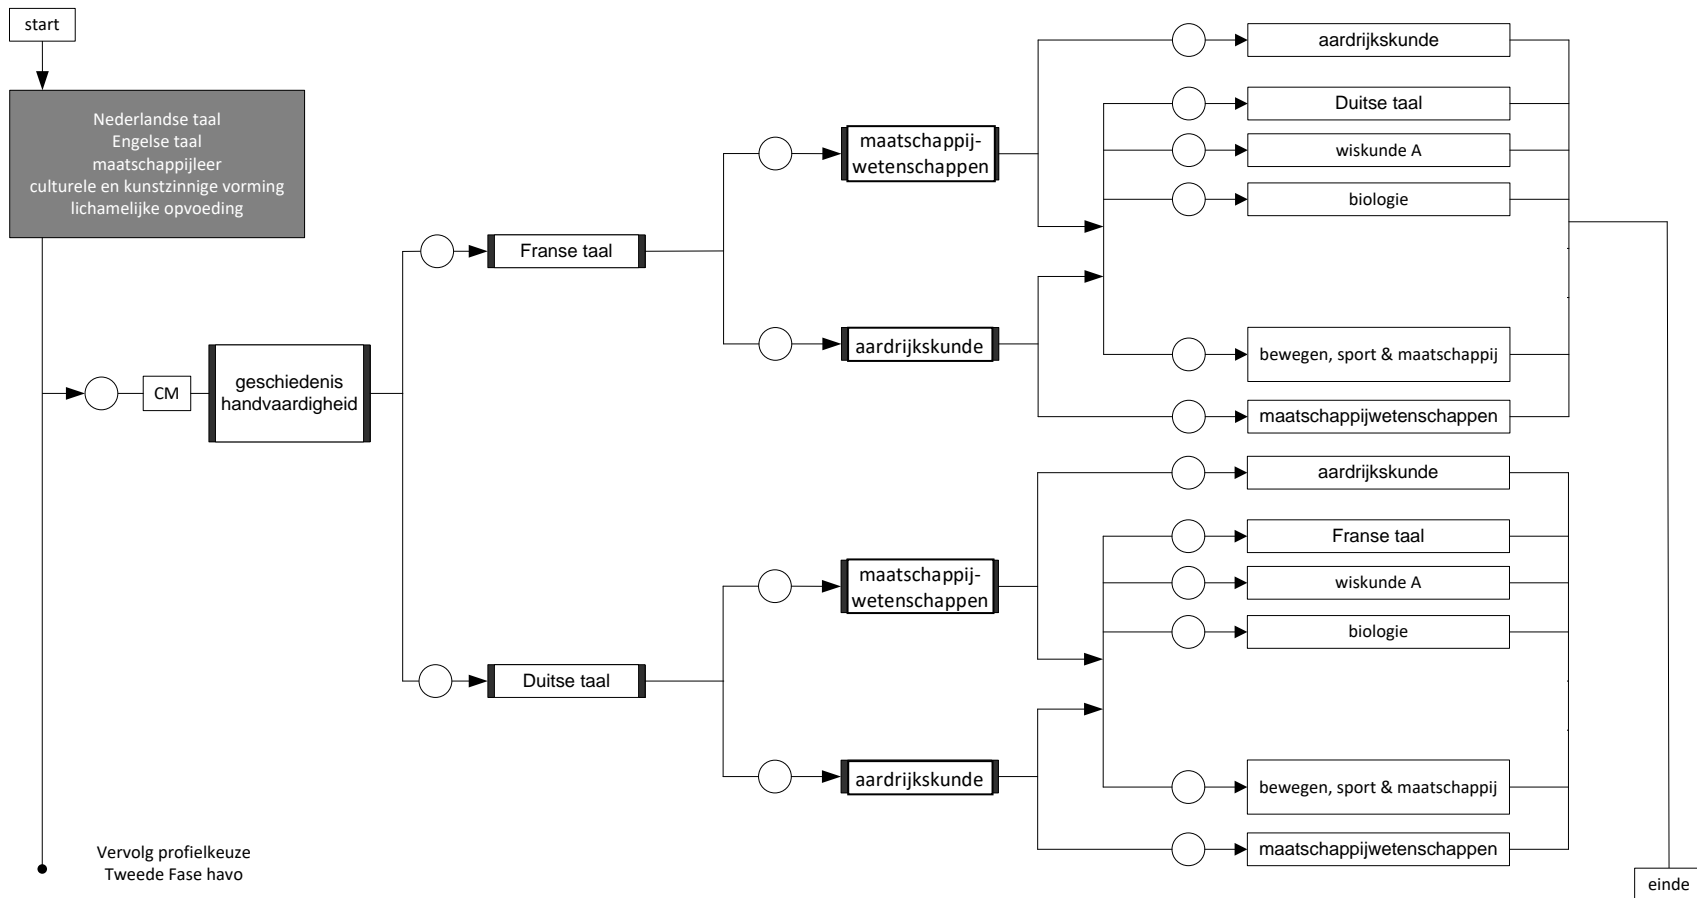 start
Nederlandse taal
Engelse taal
maatschappijleer
culturele en kunstzinnige vorming
lichamelijke opvoeding
CM
geschiedenis
handvaardigheid
Franse taal
maatschappij-
wetenschappen
aardrijkskunde
aardrijkskunde
Duitse taal
wiskunde A
biologie
bewegen, sport & maatschappij
maatschappijwetenschappen
Duitse taal
maatschappij-
wetenschappen
aardrijkskunde
aardrijkskunde
Franse taal
wiskunde A
biologie
bewegen, sport & maatschappij
maatschappijwetenschappen
Vervolg profielkeuze
Tweede Fase havo
einde